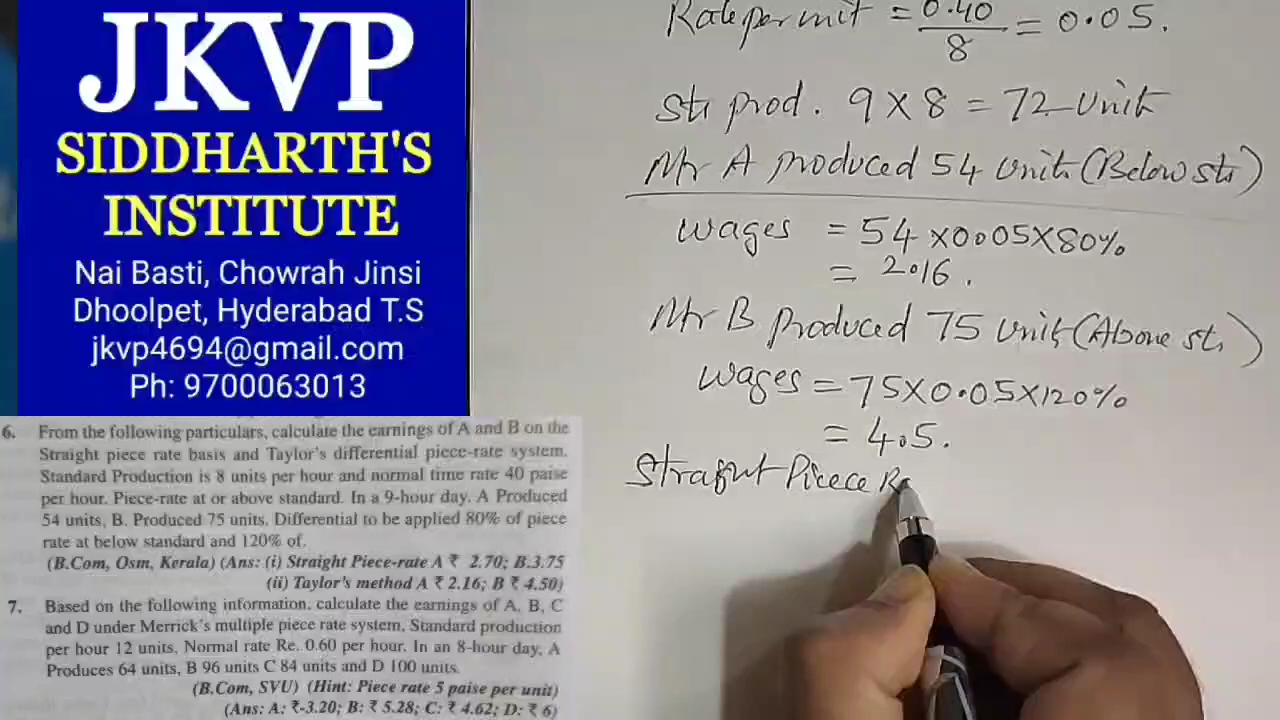 JKVP
SIDDHARTH'S
INSTITUTE
Nai Basti, Chowrah Jinsi
Dhoolpet, Hyderabad T.S
jkvp4694@gmail.com
Ph: 9700063013
6. From the following particulars, calculate the earnings of A and B on the
Straight piece rate basis and Taylor's differential piece-rate system.
Standard Production is 8 units per hour and normal time rate 40 paise
per hour. Piece-rate at or above standard. In a 9-hour day. A Produced
54 units, B. Produced 75 units. Differential to be applied 80% of piece
rate at below standard and 120% of.
(B.Com, Osm, Kerala) (Ans: (i) Straight Piece-rate A ₹ 2.70; B.3.75
(ii) Taylor's method A ₹ 2.16; B ₹ 4.50)
7. Based on the following information, calculate the earnings of A, B, C
and D under Merrick's multiple piece rate system, Standard production
per hour 12 units, Normal rate Re. 0.60 per hour. In an 8-hour day, A
Produces 64 units, B 96 units C 84 units and D 100 units.
(B.Com, SVU) (Hint: Piece rate 5 paise per unit)
(Ans: A: ₹-3.20; B: ₹ 5.28; C: ₹ 4.62; D: ₹ 6)
Rate per unit = 0.40/8 = 0.05.
Str prod. 9 X 8 = 72 Unit
Mr A produced 54 Unit (Below str)
wages = 54 X 0.05 X 80%
= 2.16.
Mr B produced 75 Unit (Above str)
wages = 75 X 0.05 X 120%
= 4.5.